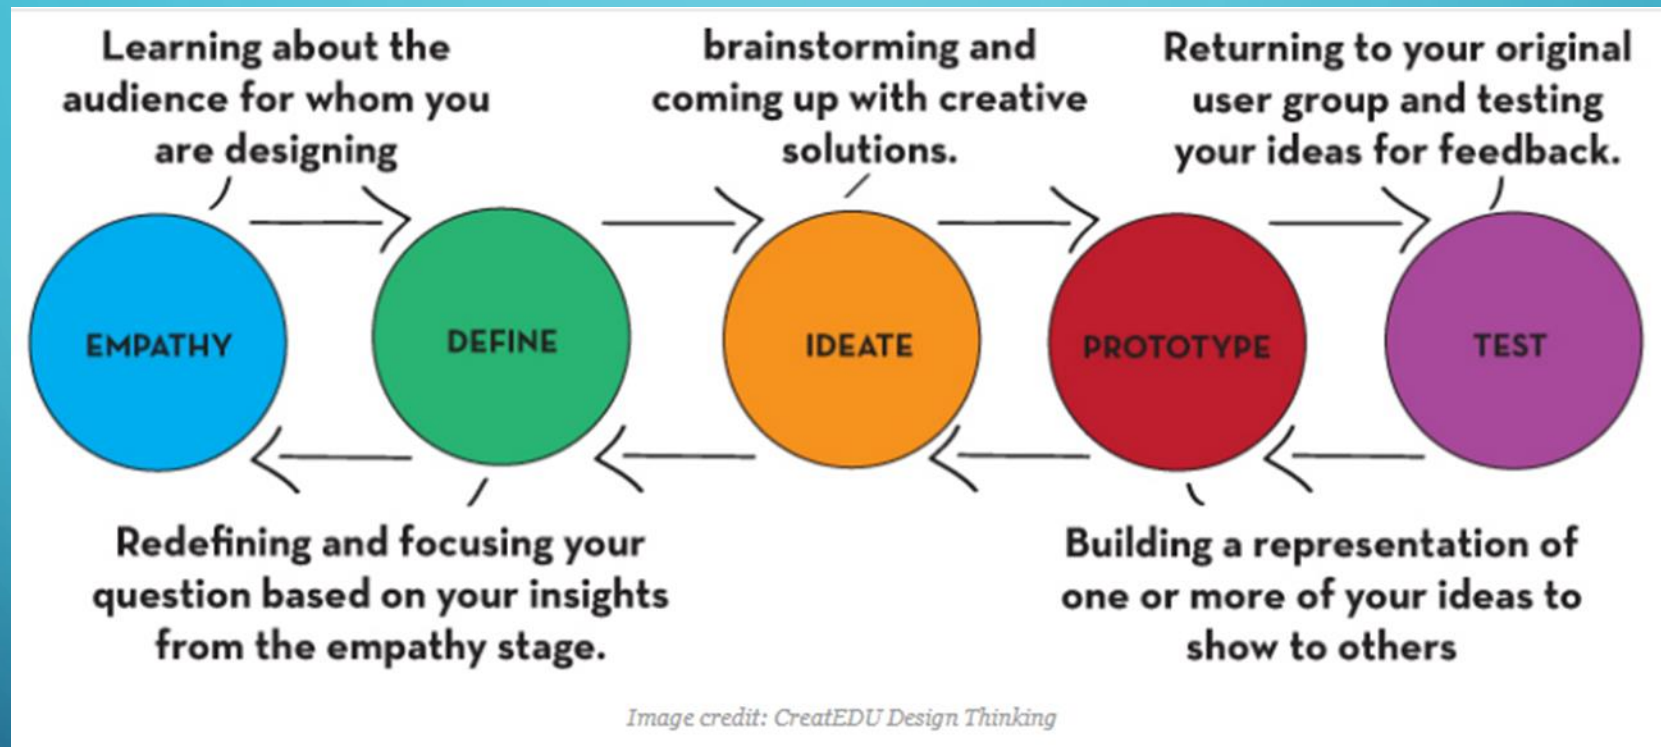 Learning about the
audience for whom you
are designing
brainstorming and
coming up with creative
solutions.
Returning to your original
user group and testing
your ideas for feedback.
EMPATHY
DEFINE
IDEATE
PROTOTYPE
TEST
Redefining and focusing your
question based on your insights
from the empathy stage.
Building a representation of
one or more of your ideas to
show to others
Image credit: CreatEDU Design Thinking